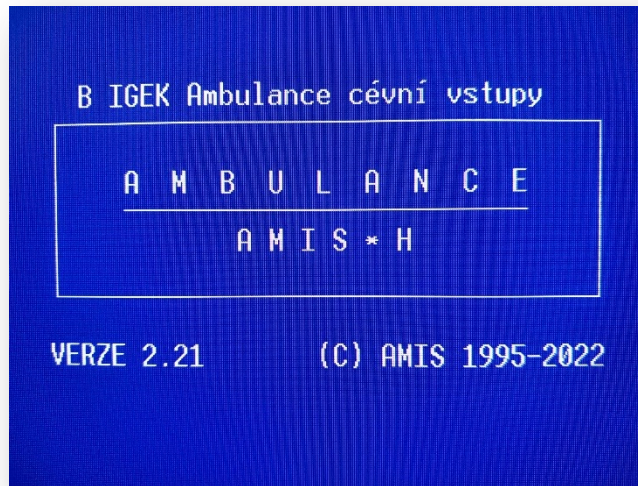 B IGEK Ambulance cévní vstupy
A M B U L A N C E
A M I S * H
VERZE 2.21 (C) AMIS 1995-2022